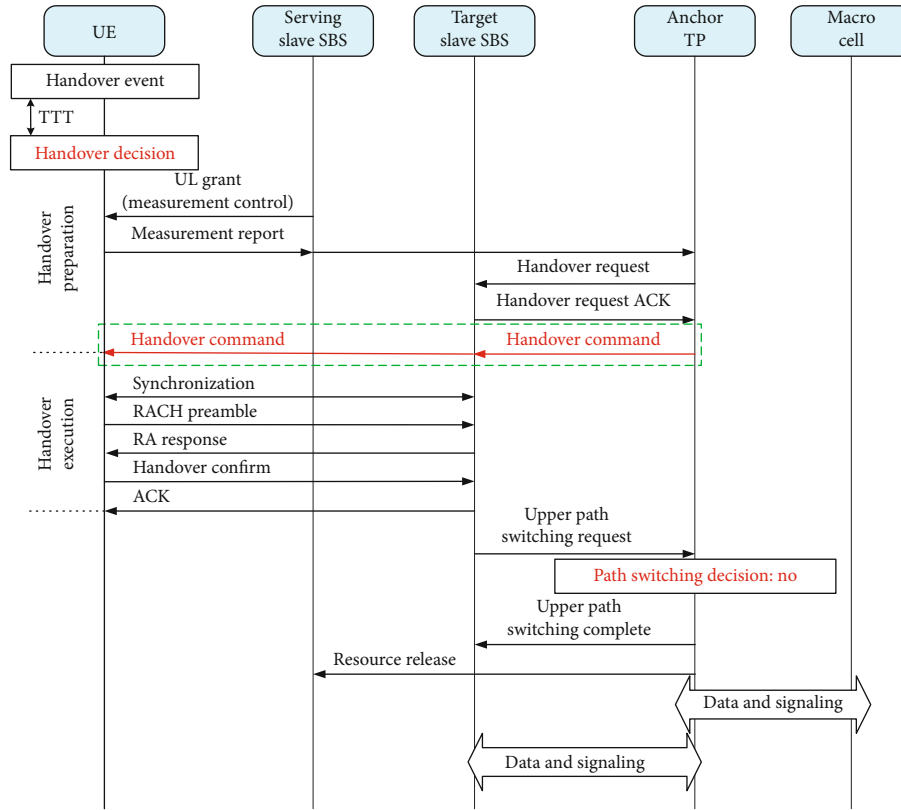 UE
Serving
slave SBS
Target
slave SBS
Anchor
TP
Macro
cell
Handover event
TTT
Handover decision
UL grant
(measurement control)
Handover
preparation
Measurement report
Handover request
Handover request ACK
Handover command
Handover command
Handover
execution
Synchronization
RACH preamble
RA response
Handover confirm
ACK
Upper path
switching request
Path switching decision: no
Upper path
switching complete
Resource release
Data and signaling
Data and signaling